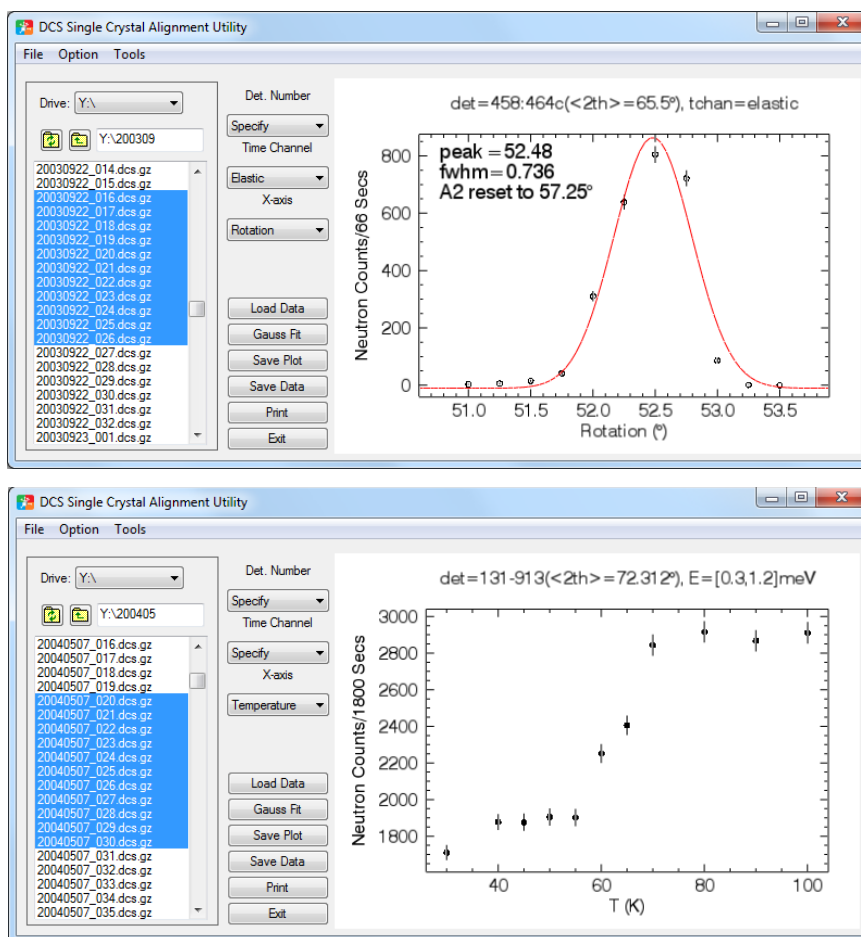 DCS Single Crystal Alignment Utility
File Option Tools
Drive: Y:\
Y:\200309
20030922_014.dcs.gz
20030922_015.dcs.gz
20030922_016.dcs.gz
20030922_017.dcs.gz
20030922_018.dcs.gz
20030922_019.dcs.gz
20030922_020.dcs.gz
20030922_021.dcs.gz
20030922_022.dcs.gz
20030922_023.dcs.gz
20030922_024.dcs.gz
20030922_025.dcs.gz
20030922_026.dcs.gz
20030922_027.dcs.gz
20030922_028.dcs.gz
20030922_029.dcs.gz
20030922_030.dcs.gz
20030922_031.dcs.gz
20030922_032.dcs.gz
20030923_001.dcs.gz
Det. Number
Specify
Time Channel
Elastic
X-axis
Rotation
Load Data
Gauss Fit
Save Plot
Save Data
Print
Exit
det=458:464c(<2th>=65.5°), tchan=elastic
peak = 52.48
fwhm = 0.736
A2 reset to 57.25°
Neutron Counts/66 Secs
800
600
400
200
0
51.0 51.5 52.0 52.5 53.0 53.5
Rotation (°)
DCS Single Crystal Alignment Utility
File Option Tools
Drive: Y:\
Y:\200405
20040507_016.dcs.gz
20040507_017.dcs.gz
20040507_018.dcs.gz
20040507_019.dcs.gz
20040507_020.dcs.gz
20040507_021.dcs.gz
20040507_022.dcs.gz
20040507_023.dcs.gz
20040507_024.dcs.gz
20040507_025.dcs.gz
20040507_026.dcs.gz
20040507_027.dcs.gz
20040507_028.dcs.gz
20040507_029.dcs.gz
20040507_030.dcs.gz
20040507_031.dcs.gz
20040507_032.dcs.gz
20040507_033.dcs.gz
20040507_034.dcs.gz
20040507_035.dcs.gz
Det. Number
Specify
Time Channel
Specify
X-axis
Temperature
Load Data
Gauss Fit
Save Plot
Save Data
Print
Exit
det=131-913(<2th>=72.312°), E=[0.3,1.2]meV
Neutron Counts/1800 Secs
3000
2800
2600
2400
2200
2000
1800
40 60 80 100
T (K)